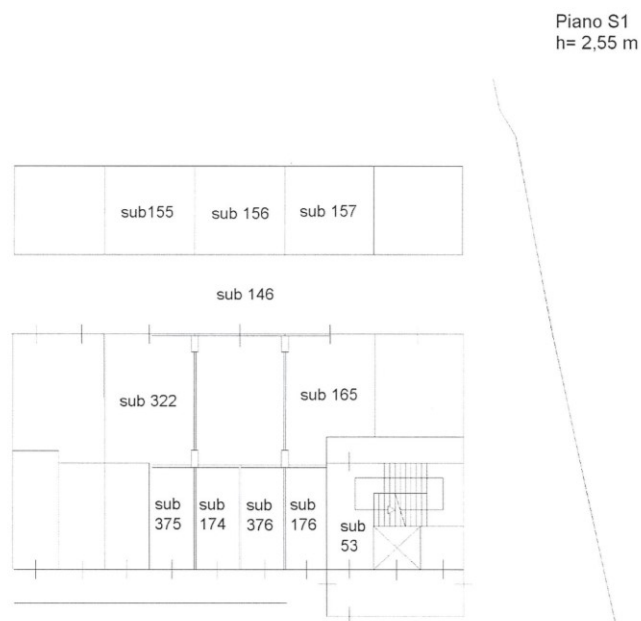 Piano S1
h= 2,55 m
sub155
sub 156
sub 157
sub 146
sub 322
sub 165
sub
375
sub
174
sub
376
sub
176
sub
53